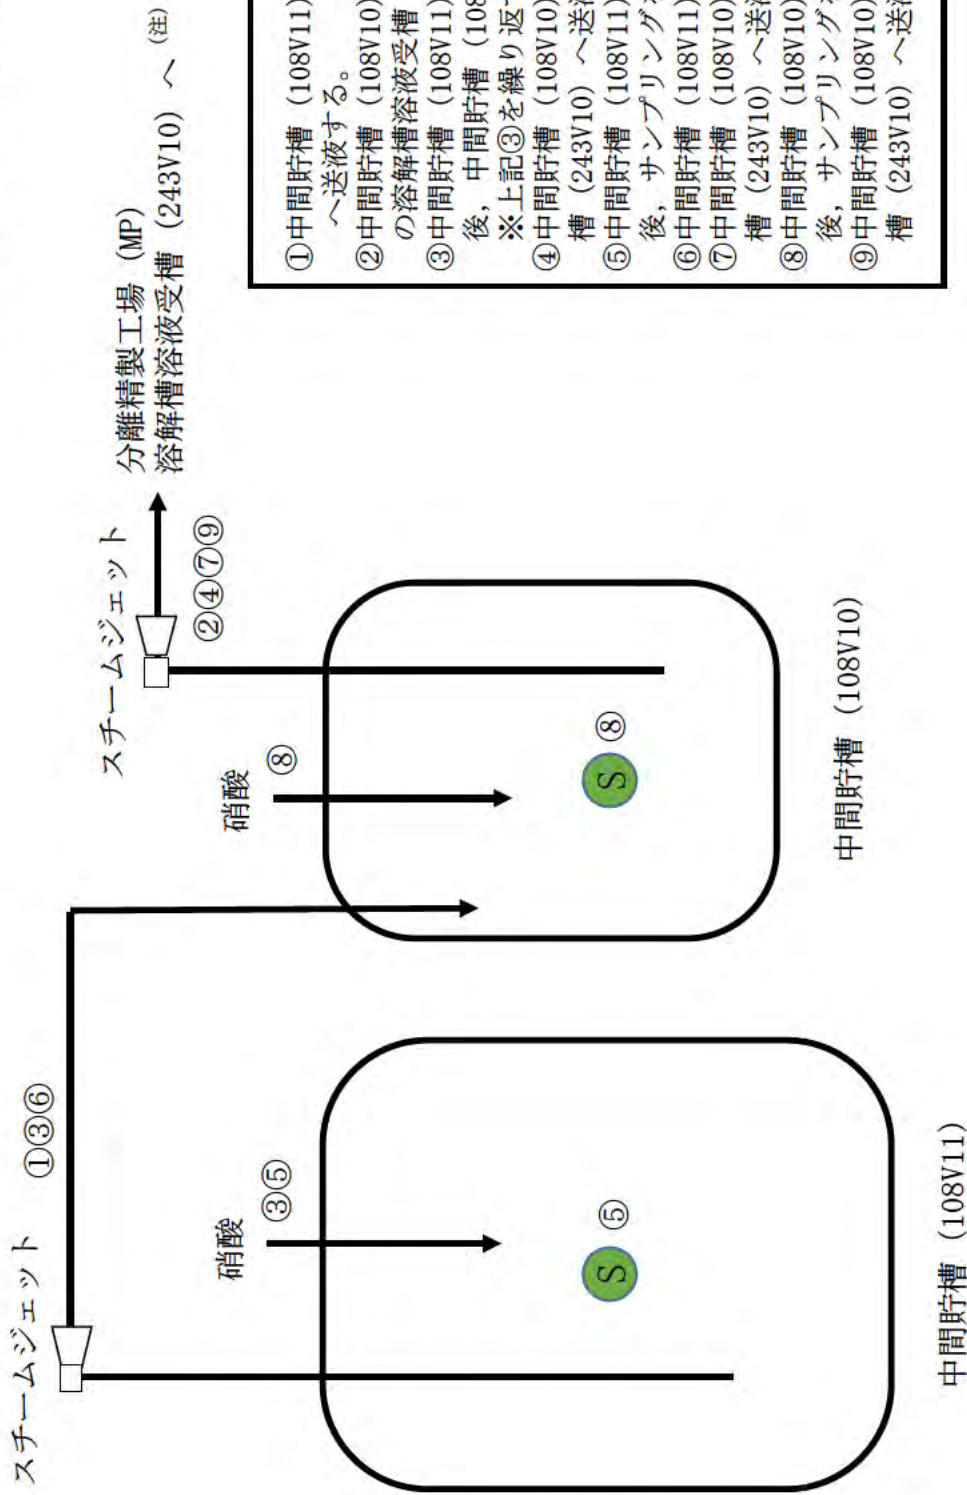 スチームジェット
①③⑥
硝酸
③⑤
S
⑤
中間貯槽 (108V11)
スチームジェット
②④⑦⑨
分離精製工場 (MP)
溶解槽溶液受槽 (243V10) へ (注)
硝酸
⑧
S
⑧
中間貯槽 (108V10)
①中間貯槽 (108V11)
へ送液する。
②中間貯槽 (108V10)
の溶解槽溶液受槽
③中間貯槽 (108V11)
後, 中間貯槽 (108
※上記③を繰り返
④中間貯槽 (108V10)
槽 (243V10) へ送
⑤中間貯槽 (108V11)
後, サンプリング
⑥中間貯槽 (108V11)
⑦中間貯槽 (108V10)
槽 (243V10) へ送
⑧中間貯槽 (108V10)
後, サンプリング
⑨中間貯槽 (108V10)
槽 (243V10) へ送